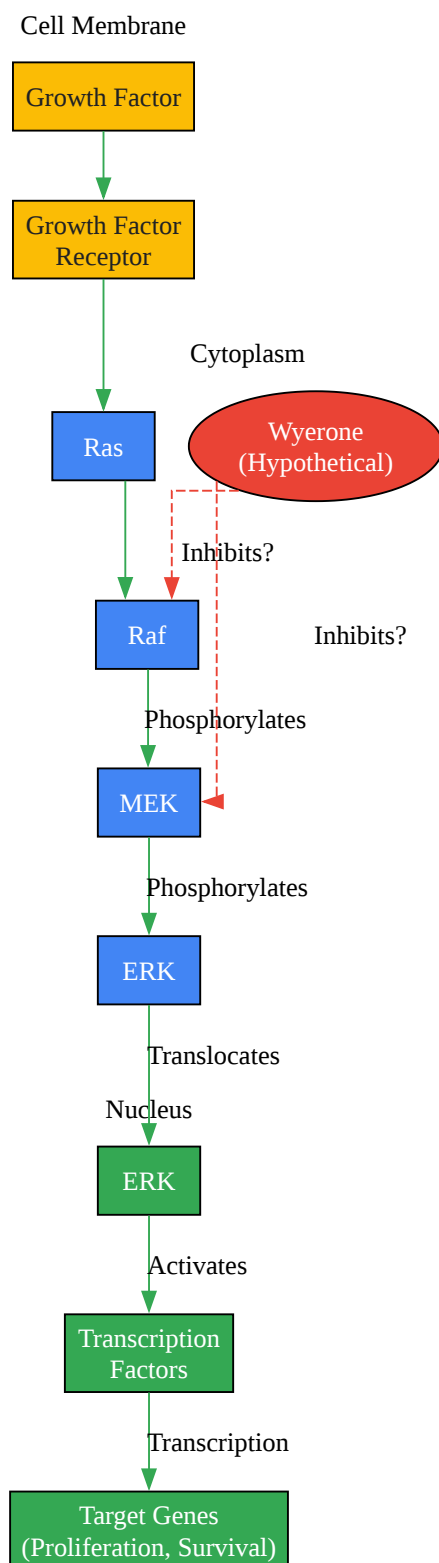 Cell Membrane
Growth Factor
Growth Factor
Receptor
Cytoplasm
Ras
Wyerone
(Hypothetical)
Inhibits?
Raf
Inhibits?
Phosphorylates
MEK
Phosphorylates
ERK
Translocates
Nucleus
ERK
Activates
Transcription
Factors
Transcription
Target Genes
(Proliferation, Survival)